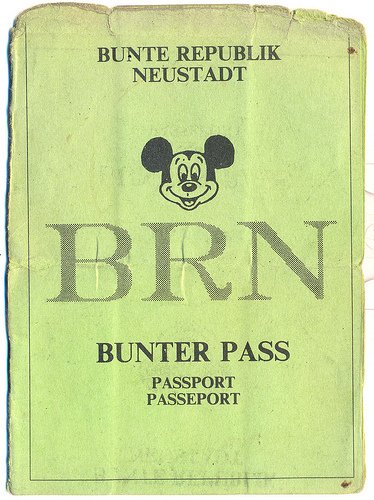 BUNTE REPUBLIK
NEUSTADT
BRN
BUNTER PASS
PASSPORT
PASSEPORT